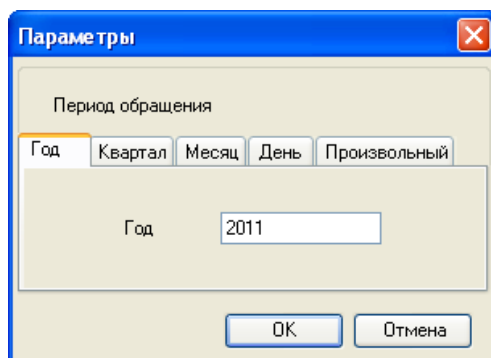 Параметры
Период обращения
Год Квартал Месяц День Произвольный
Год 2011
OK Отмена